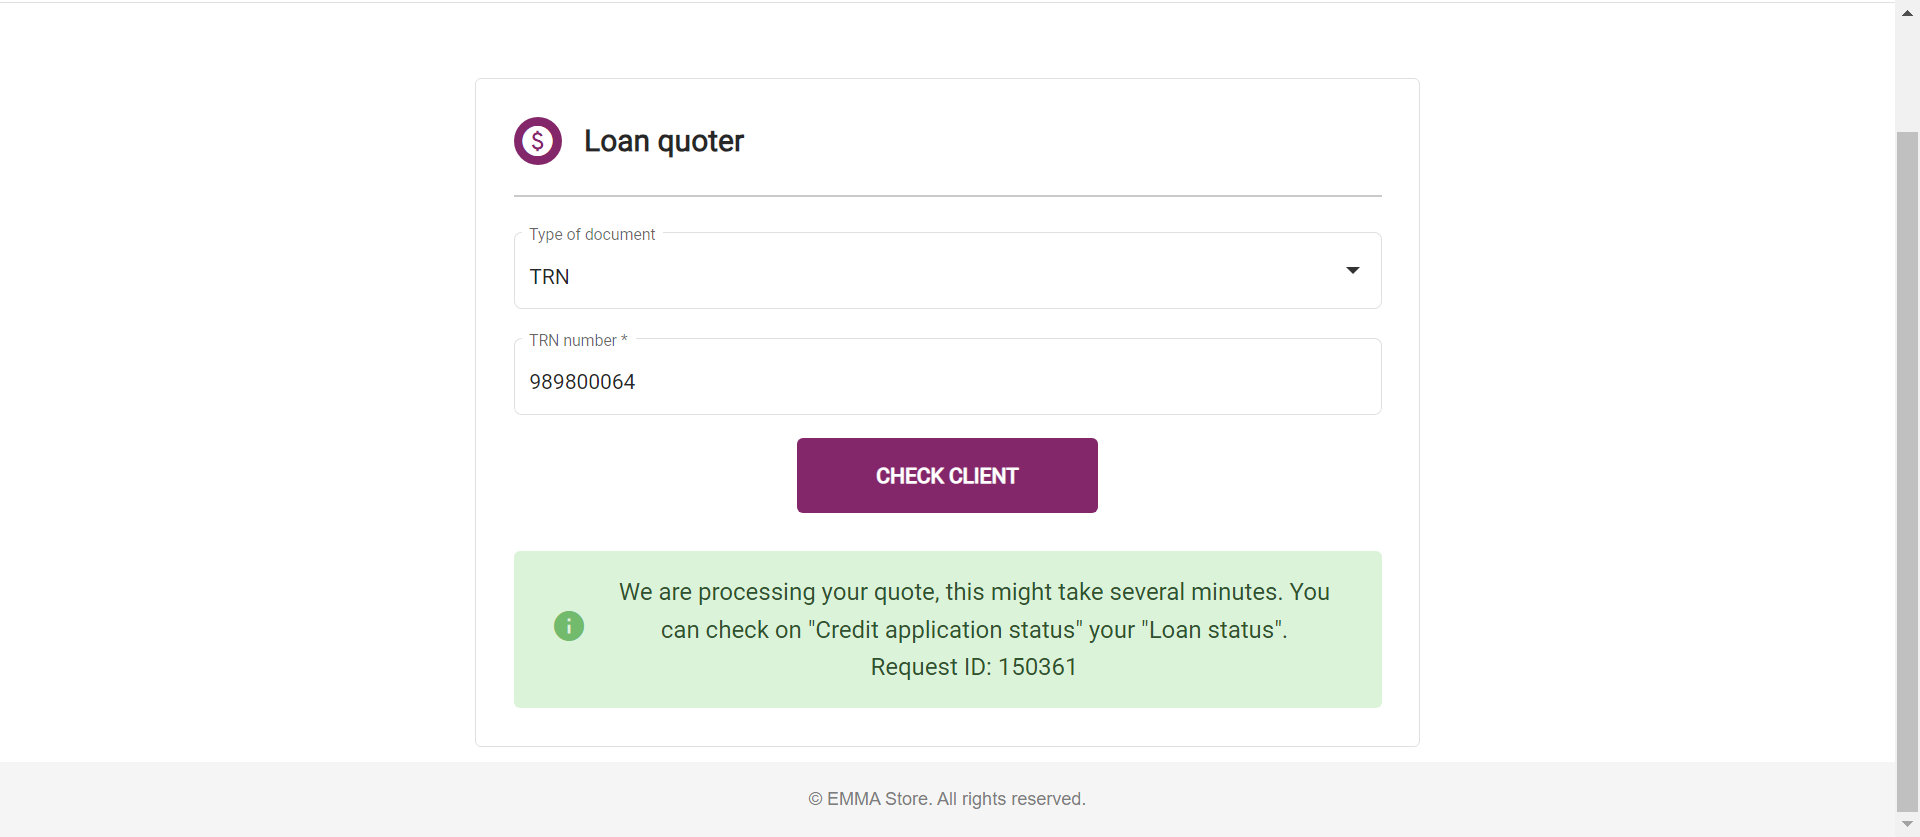 $ Loan quoter
Type of document
TRN
TRN number *
989800064
CHECK CLIENT
We are processing your quote, this might take several minutes. You
can check on "Credit application status" your "Loan status".
Request ID: 150361
© EMMA Store. All rights reserved.